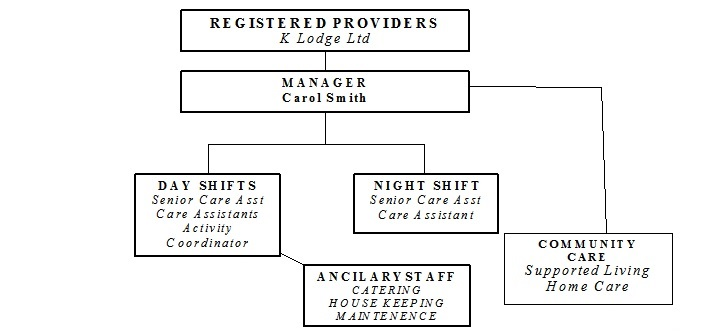 REGISTERED PROVIDERS
K Lodge Ltd
MANAGER
Carol Smith
DAY SHIFTS
Senior Care Asst
Care Assistants
Activity
Coordinator
NIGHT SHIFT
Senior Care Asst
Care Assistant
COMMUNITY
CARE
Supported Living
Home Care
ANCILARY STAFF
CATERING
HOUSE KEEPING
MAINTENENCE